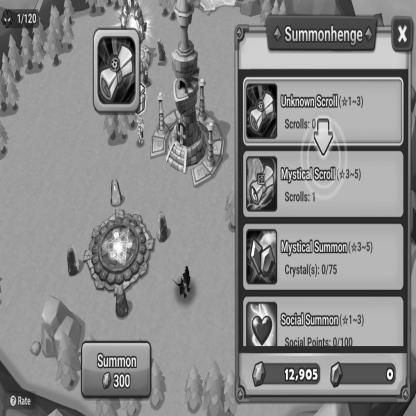 1/120
Summonhenge
X
Unknown Scroll (☆1~3)
Scrolls: 0
Mystical Scroll (☆3~5)
Scrolls: 1
Mystical Summon (☆3~5)
Crystal(s): 0/75
Social Summon (☆1~3)
Social Points: 0/100
Summon
300
12,905
0
? Rate